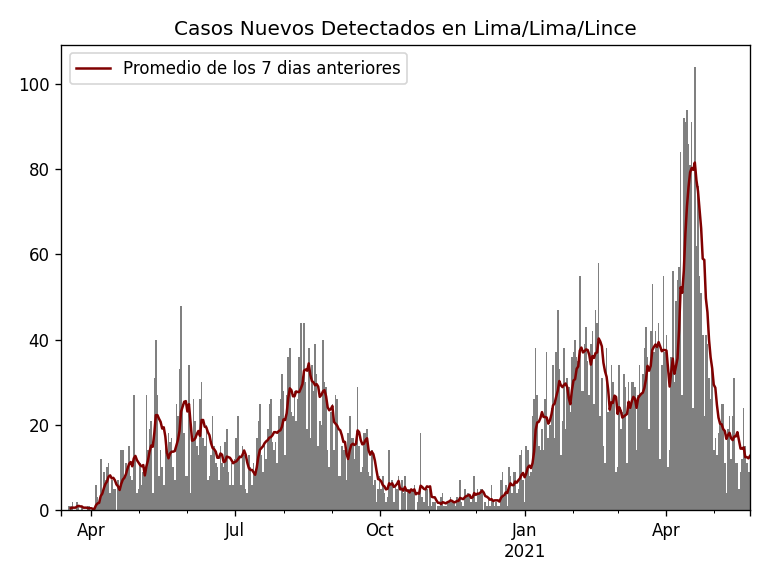 Casos Nuevos Detectados en Lima/Lima/Lince
Promedio de los 7 dias anteriores
100
80
60
40
20
0
Apr
Jul
Oct
Jan
2021
Apr